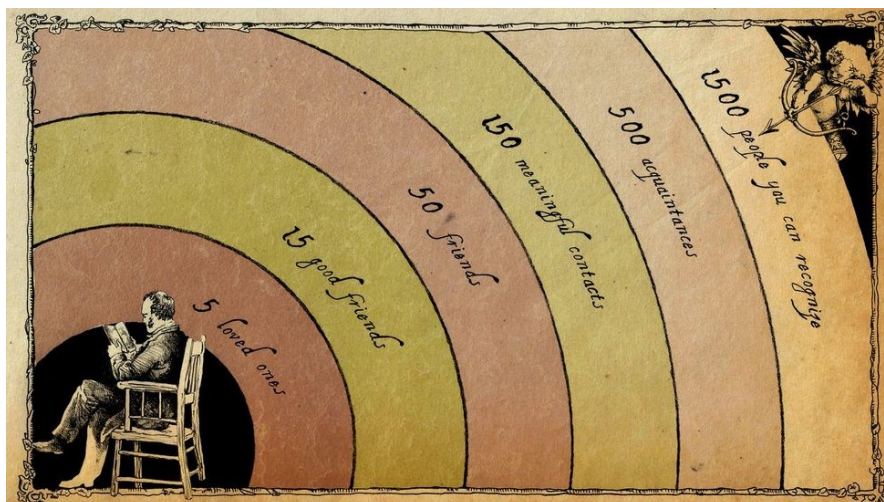 5 loved ones
15 good friends
50 friends
150 meaningful contacts
500 acquaintances
1500 people you can recognize